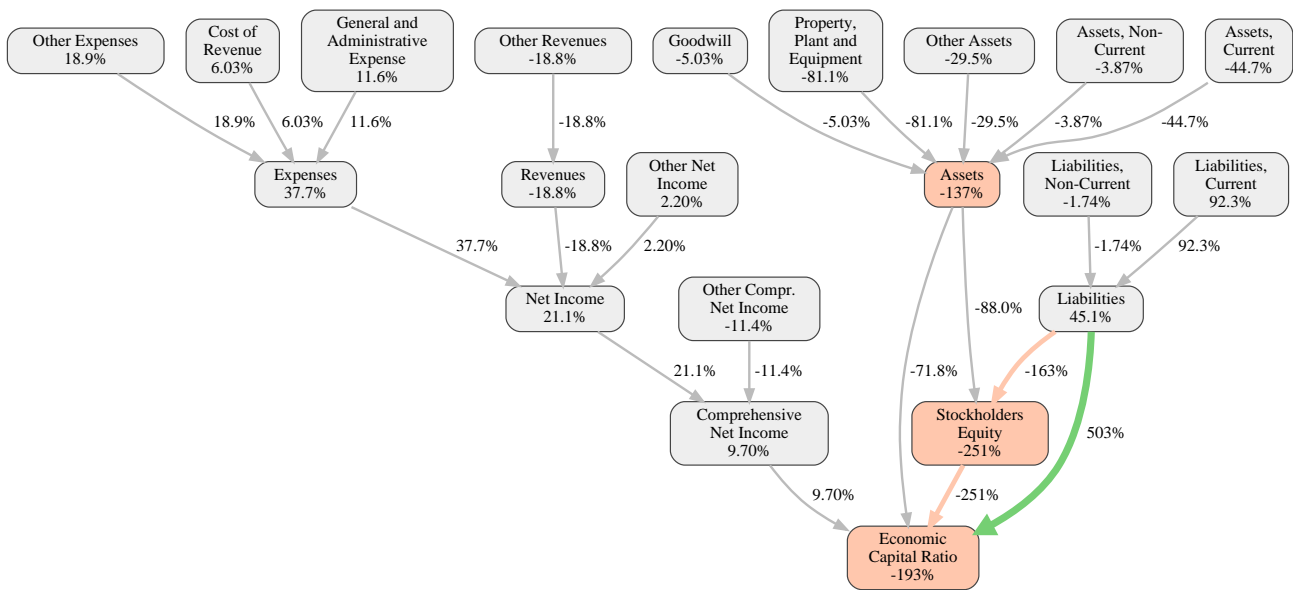 Other Expenses
18.9%
Cost of
Revenue
6.03%
General and
Administrative
Expense
11.6%
Other Revenues
-18.8%
Goodwill
-5.03%
Property,
Plant and
Equipment
-81.1%
Other Assets
-29.5%
Assets, Non-
Current
-3.87%
Assets,
Current
-44.7%
18.9%
6.03%
11.6%
-18.8%
-5.03%
-81.1%
-29.5%
-3.87%
-44.7%
Expenses
37.7%
Revenues
-18.8%
Other Net
Income
2.20%
Assets
-137%
Liabilities,
Non-Current
-1.74%
Liabilities,
Current
92.3%
37.7%
-18.8%
2.20%
-1.74%
92.3%
Net Income
21.1%
Other Compr.
Net Income
-11.4%
-88.0%
Liabilities
45.1%
21.1%
-11.4%
-71.8%
-163%
Comprehensive
Net Income
9.70%
Stockholders
Equity
-251%
503%
9.70%
-251%
Economic
Capital Ratio
-193%